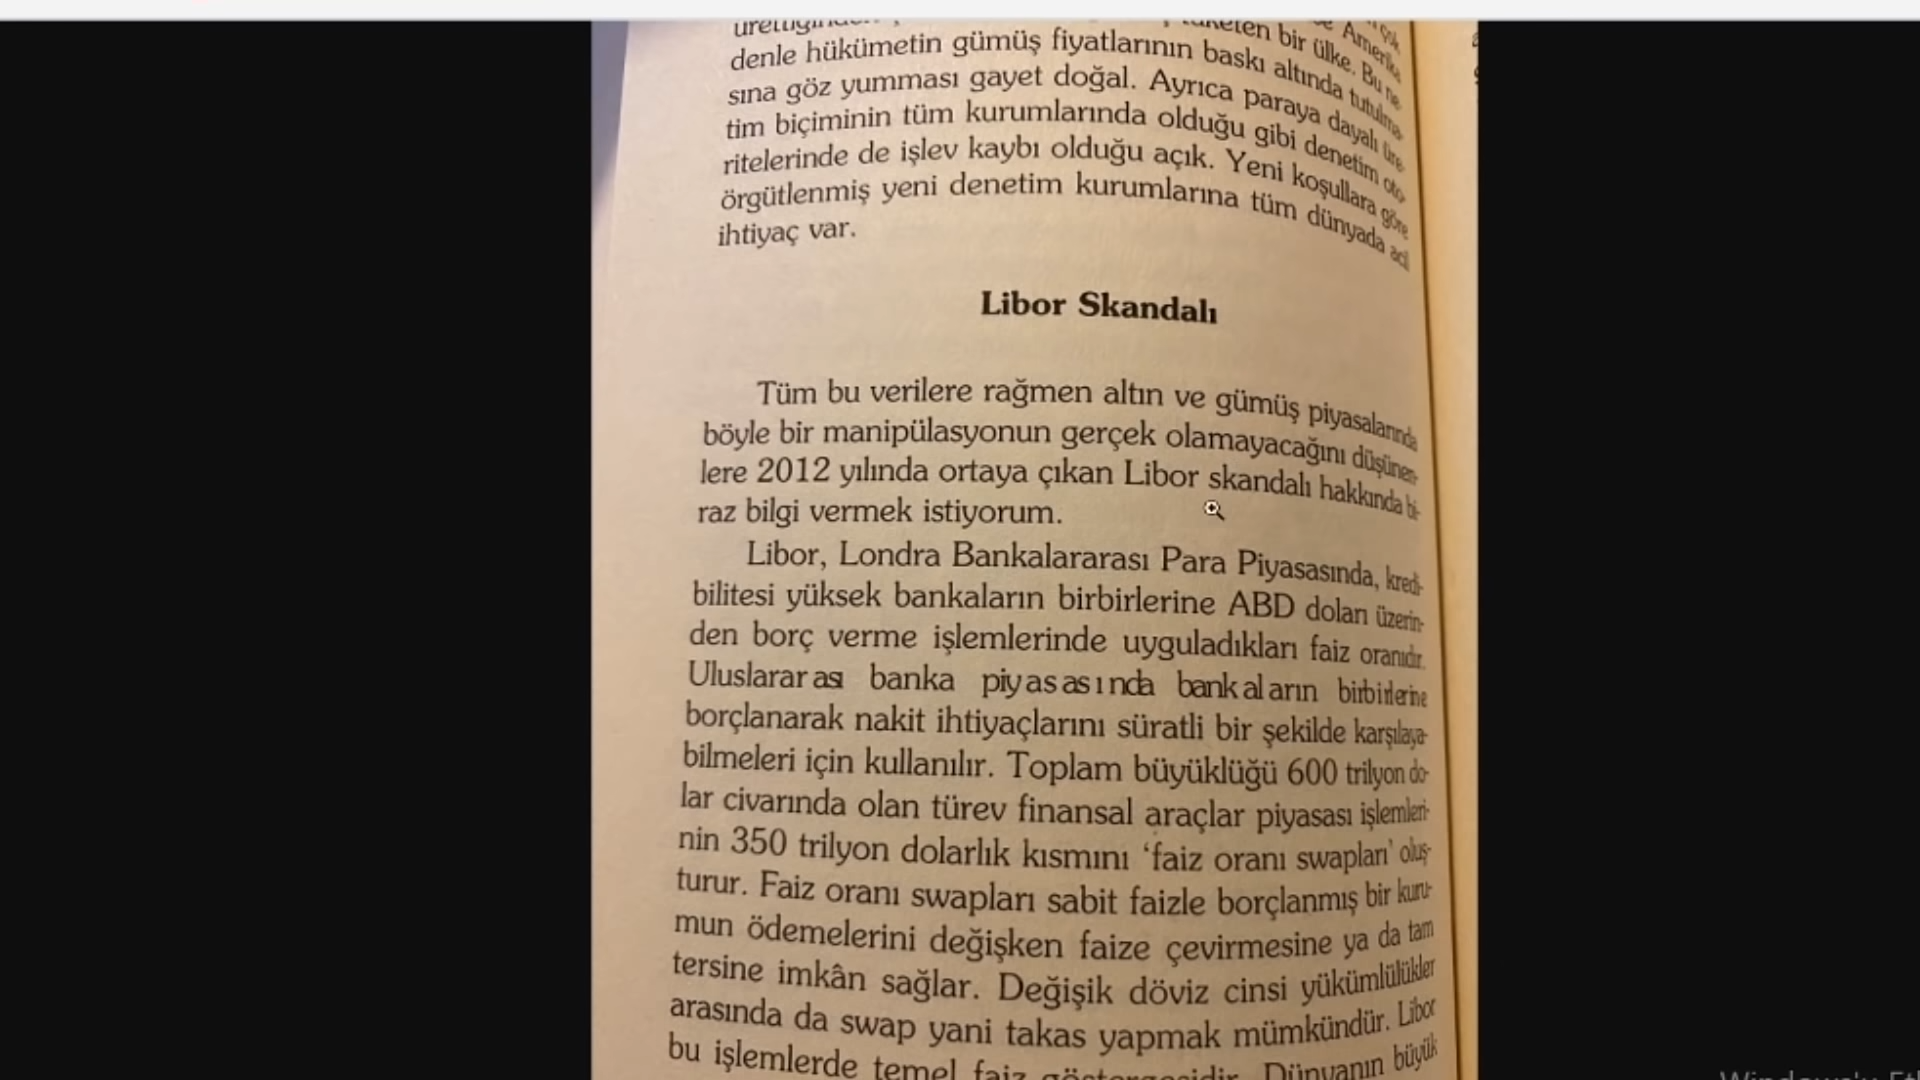 tüketen bir ülke. Bu ne-
denle hükümetin gümüş fiyatlarının baskı altında tutulma-
sına göz yumması gayet doğal. Ayrıca paraya dayalı üre-
tim biçiminin tüm kurumlarında olduğu gibi denetim oto-
ritelerinde de işlev kaybı olduğu açık. Yeni koşullara göre
örgütlenmiş yeni denetim kurumlarına tüm dünyada acil
ihtiyaç var.
Libor Skandalı
Tüm bu verilere rağmen altın ve gümüş piyasalarında
böyle bir manipülasyonun gerçek olamayacağını düşünen-
lere 2012 yılında ortaya çıkan Libor skandalı hakkında bi-
raz bilgi vermek istiyorum.
Libor, Londra Bankalararası Para Piyasasında, kredi-
bilitesi yüksek bankaların birbirlerine ABD doları üzerin-
den borç verme işlemlerinde uyguladıkları faiz oranıdır.
Uluslararası banka piyasasında bankaların birbirlerine
borçlanarak nakit ihtiyaçlarını süratli bir şekilde karşılaya-
bilmeleri için kullanılır. Toplam büyüklüğü 600 trilyon do-
lar civarında olan türev finansal araçlar piyasası işlemleri-
nin 350 trilyon dolarlık kısmını ‘faiz oranı swapları’ oluş-
turur. Faiz oranı swapları sabit faizle borçlanmış bir kuru-
mun ödemelerini değişken faize çevirmesine ya da tam
tersine imkân sağlar. Değişik döviz cinsi yükümlülükler
arasında da swap yani takas yapmak mümkündür. Libor
bu işlemlerde temel faiz göstergesidir. Dünyanın büyük